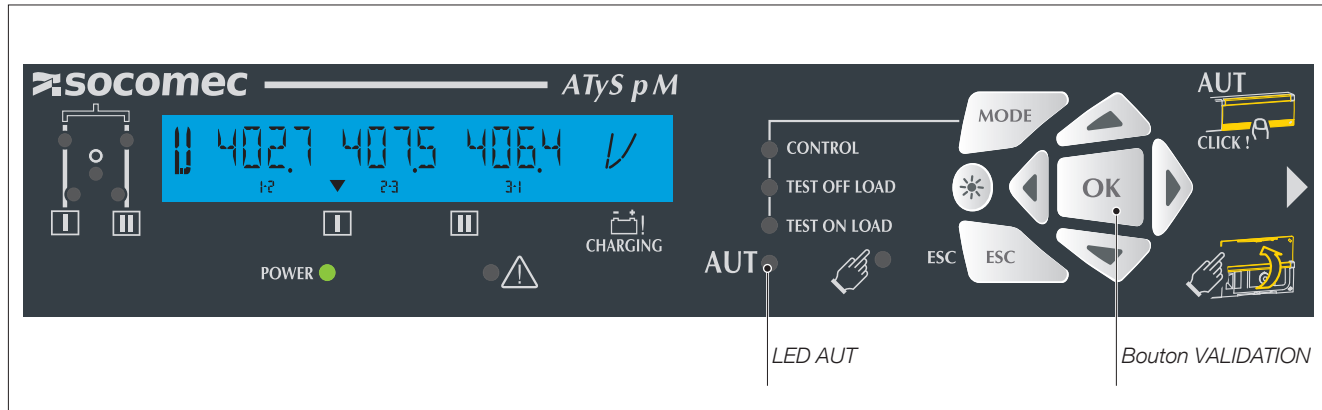 socomec ATyS p M
U 402.7 407.5 406.4 V
1-2 2-3 3-1
I II I II
CHARGING
POWER
MODE
CONTROL
TEST OFF LOAD
TEST ON LOAD
AUT
OK
ESC ESC
AUT
CLICK !
LED AUT
Bouton VALIDATION